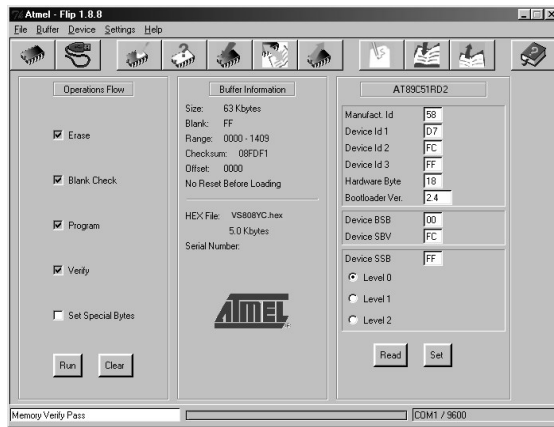 Atmel - Flip 1.8.8
File Buffer Device Settings Help
Operations Flow
Erase
Blank Check
Program
Verify
Set Special Bytes
Run Clear
Buffer Information
Size: 63 Kbytes
Blank: FF
Range: 0000 - 1409
Checksum: 08FDF1
Offset: 0000
No Reset Before Loading
HEX File: VS808YC.hex
5.0 Kbytes
Serial Number:
ATMEL
AT89C51RD2
Manufact. Id 58
Device Id 1 D7
Device Id 2 FC
Device Id 3 FF
Hardware Byte 18
Bootloader Ver. 2.4
Device BSB 00
Device SBV FC
Device SSB FF
Level 0
Level 1
Level 2
Read Set
Memory Verify Pass
COM1 / 9600